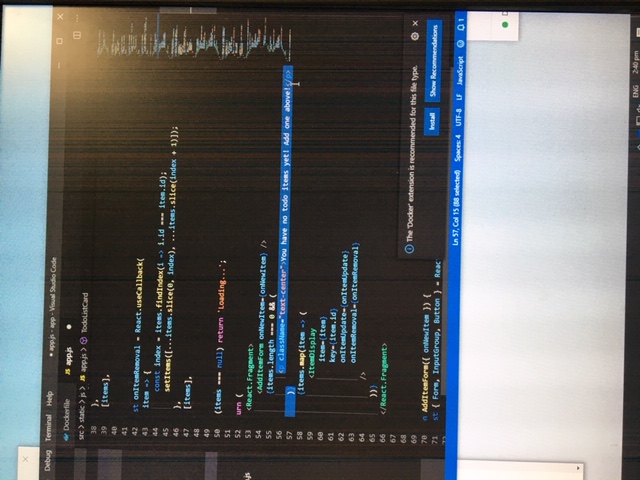 Debug Terminal Help
● app.js - app - Visual Studio Code
Dockerfile
JS app.js ●
src > static > js > JS app.js > TodoListCard
38 },
39 [items],
40
41
42 st onItemRemoval = React.useCallback(
43 item => {
44 const index = items.findIndex(i => i.id === item.id);
45 setItems([...items.slice(0, index), ...items.slice(index + 1)]);
46 },
47 [items],
48
49
50 (items === null) return 'Loading...';
51
52 urn (
53 <React.Fragment>
54 <AddItemForm onNewItem={onNewItem} />
55 {items.length === 0 && (
56 <p className="text-center">You have no todo items yet! Add one above!</p>
57 )}
58 {items.map(item => (
59 <ItemDisplay
60 item={item}
61 key={item.id}
62 onItemUpdate={onItemUpdate}
63 onItemRemoval={onItemRemoval}
64 />
65 ))}
66 </React.Fragment>
67
68
69
70 n AddItemForm({ onNewItem }) {
71 st { Form, InputGroup, Button } = Reac
72
.js
The 'Docker' extension is recommended for this file type.
Install
Show Recommendations
Ln 57, Col 15 (88 selected) Spaces: 4 UTF-8 LF JavaScript 1
ENG 2:40 pm